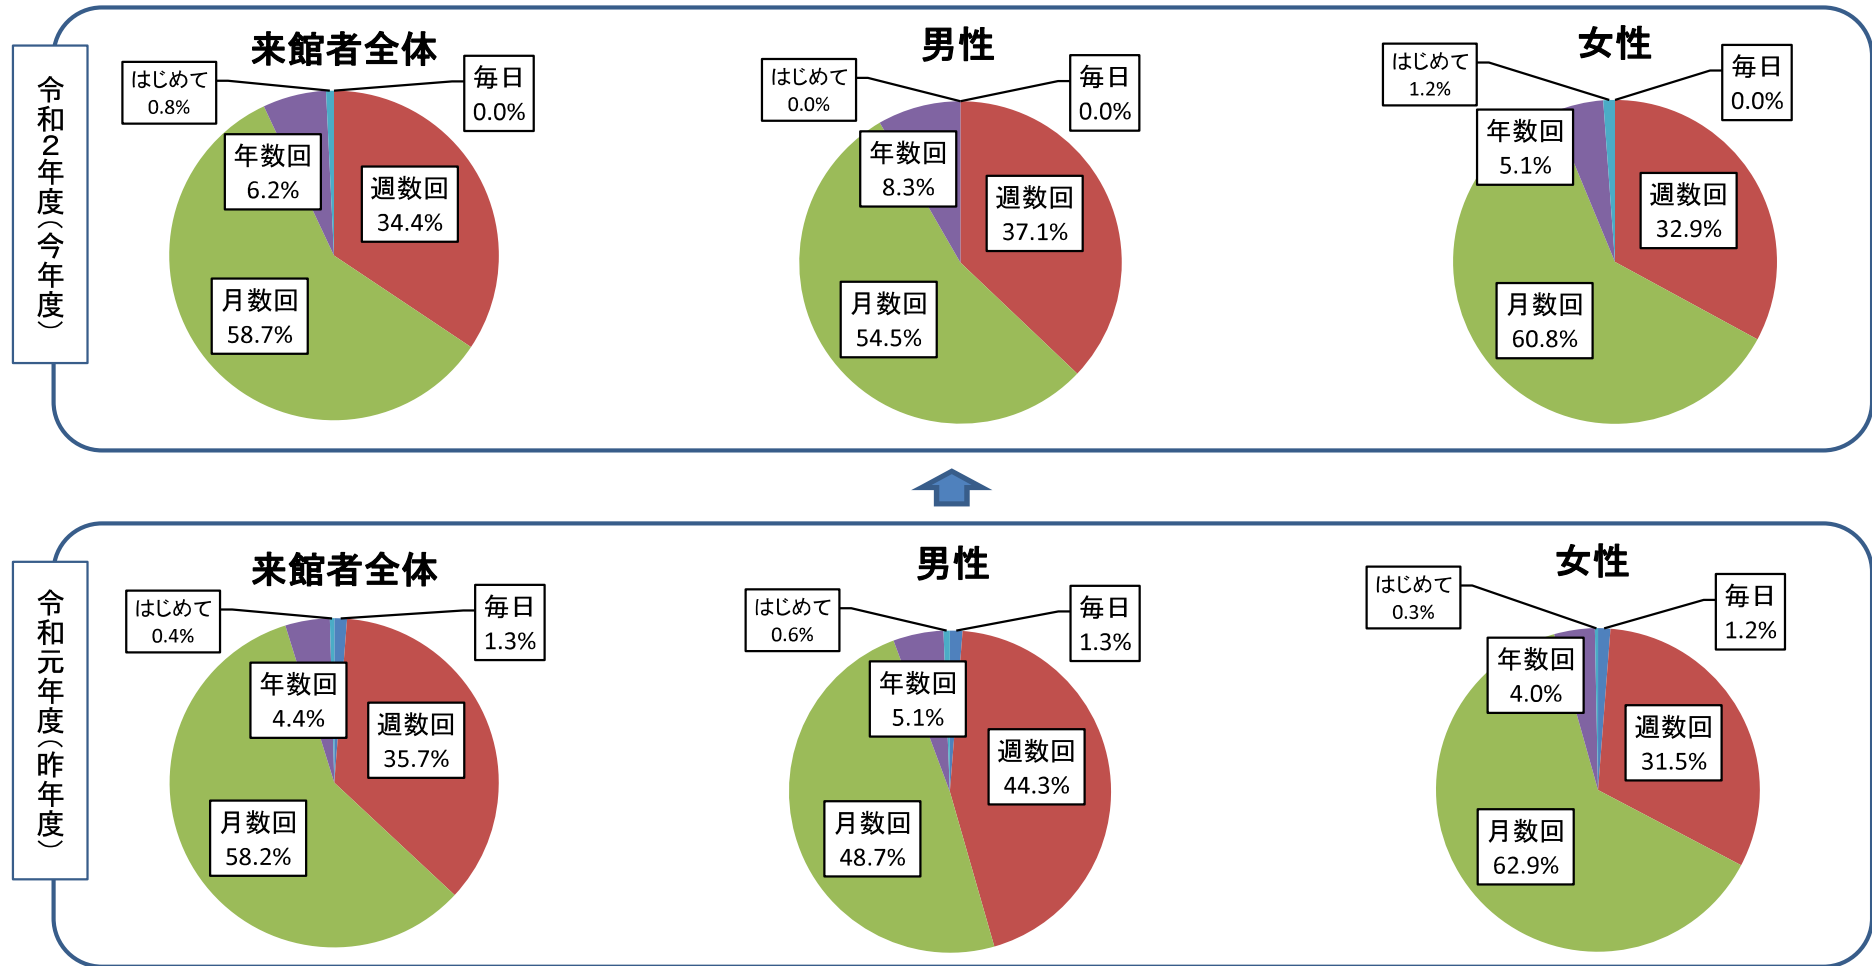 令和２年度（今年度）
来館者全体
はじめて
0.8%
毎日
0.0%
年数回
6.2%
週数回
34.4%
月数回
58.7%
男性
はじめて
0.0%
毎日
0.0%
年数回
8.3%
週数回
37.1%
月数回
54.5%
女性
はじめて
1.2%
毎日
0.0%
年数回
5.1%
週数回
32.9%
月数回
60.8%
令和元年度（昨年度）
来館者全体
はじめて
0.4%
毎日
1.3%
年数回
4.4%
週数回
35.7%
月数回
58.2%
男性
はじめて
0.6%
毎日
1.3%
年数回
5.1%
週数回
44.3%
月数回
48.7%
女性
はじめて
0.3%
毎日
1.2%
年数回
4.0%
週数回
31.5%
月数回
62.9%